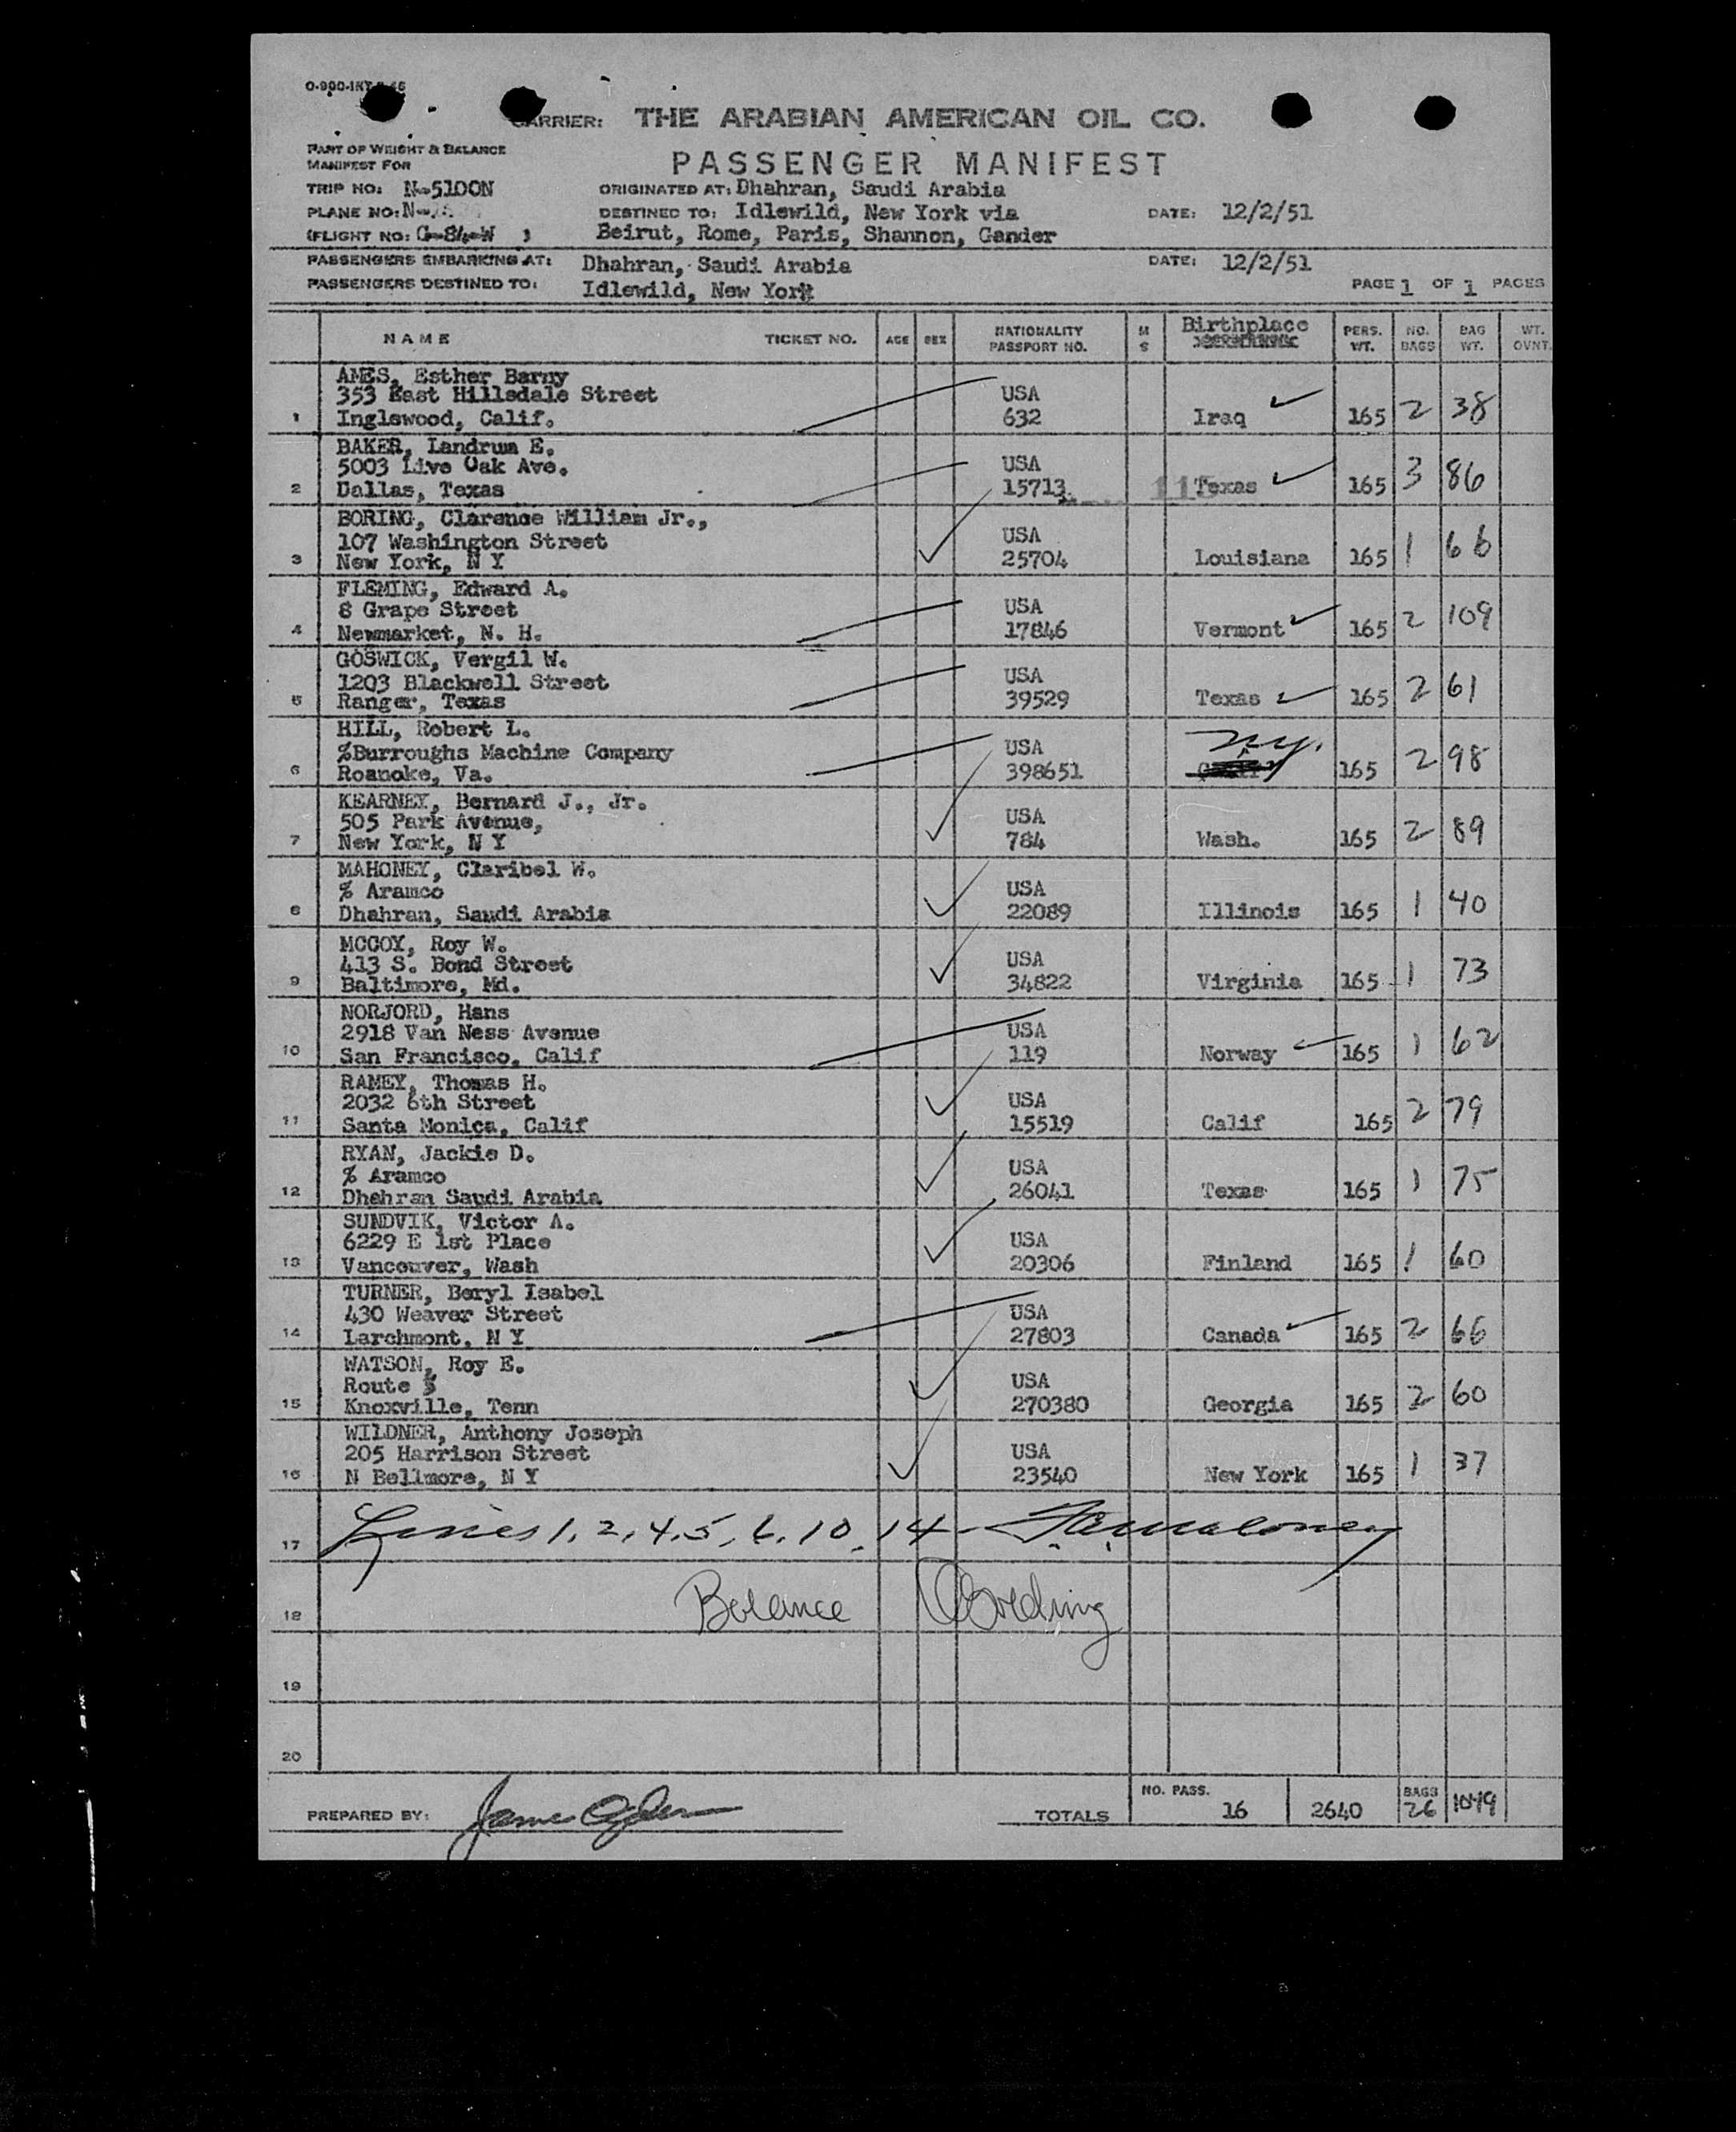 CARRIER: THE ARABIAN AMERICAN OIL CO.
PART OF WEIGHT & BALANCE
MANIFEST FOR
PASSENGER MANIFEST
TRIP NO: N-5100N ORIGINATED AT: Dhahran, Saudi Arabia
PLANE NO: DESTINED TO: Idlewild, New York via DATE: 12/2/51
(FLIGHT NO: G-84-W ) Beirut, Rome, Paris, Shannon, Gander
PASSENGERS EMBARKING AT: Dhahran, Saudi Arabia DATE: 12/2/51
PASSENGERS DESTINED TO: Idlewild, New York PAGE 1 OF 1 PAGES
NAME TICKET NO. AGE SEX NATIONALITY PASSPORT NO. M S Birthplace PERS. WT. NO. BAGS BAG WT. WT. OVNT.
AMES, Esther Barny
353 East Hillsdale Street USA
1 Inglewood, Calif. 632 Iraq 165 2 38
BAKER, Landrum E.
5003 Live Oak Ave. USA
2 Dallas, Texas 15713 Texas 165 3 86
BORING, Clarence William Jr.,
107 Washington Street USA
3 New York, N Y 25704 Louisiana 165 1 66
FLEMING, Edward A.
8 Grape Street USA
4 Newmarket, N. H. 17846 Vermont 165 2 109
GOSWICK, Vergil W.
1203 Blackwell Street USA
5 Ranger, Texas 39529 Texas 165 2 61
HILL, Robert L.
%Burroughs Machine Company USA N.Y.
6 Roanoke, Va. 398651 165 2 98
KEARNEY, Bernard J., Jr.
505 Park Avenue, USA
7 New York, N Y 784 Wash. 165 2 89
MAHONEY, Claribel W.
% Aramco USA
8 Dhahran, Saudi Arabia 22089 Illinois 165 1 40
MCCOY, Roy W.
413 S. Bond Street USA
9 Baltimore, Md. 34822 Virginia 165 1 73
NORJORD, Hans
2918 Van Ness Avenue USA
10 San Francisco, Calif 119 Norway 165 1 62
RAMEY, Thomas H.
2032 6th Street USA
11 Santa Monica, Calif 15519 Calif 165 2 79
RYAN, Jackie D.
% Aramco USA
12 Dhahran Saudi Arabia 26041 Texas 165 1 75
SUNDVIK, Victor A.
6229 E 1st Place USA
13 Vancouver, Wash 20306 Finland 165 1 60
TURNER, Beryl Isabel
430 Weaver Street USA
14 Larchmont, N Y 27803 Canada 165 2 66
WATSON, Roy E.
Route 3 USA
15 Knoxville, Tenn 270380 Georgia 165 2 60
WILDNER, Anthony Joseph
205 Harrison Street USA
16 N Bellmore, N Y 23540 New York 165 1 37
17 Lines 1, 2, 4, 5, 6, 10, 14 -
18 Balance
19
20
PREPARED BY: James Ogden TOTALS NO. PASS. 16 2640 BAGS 26 1049